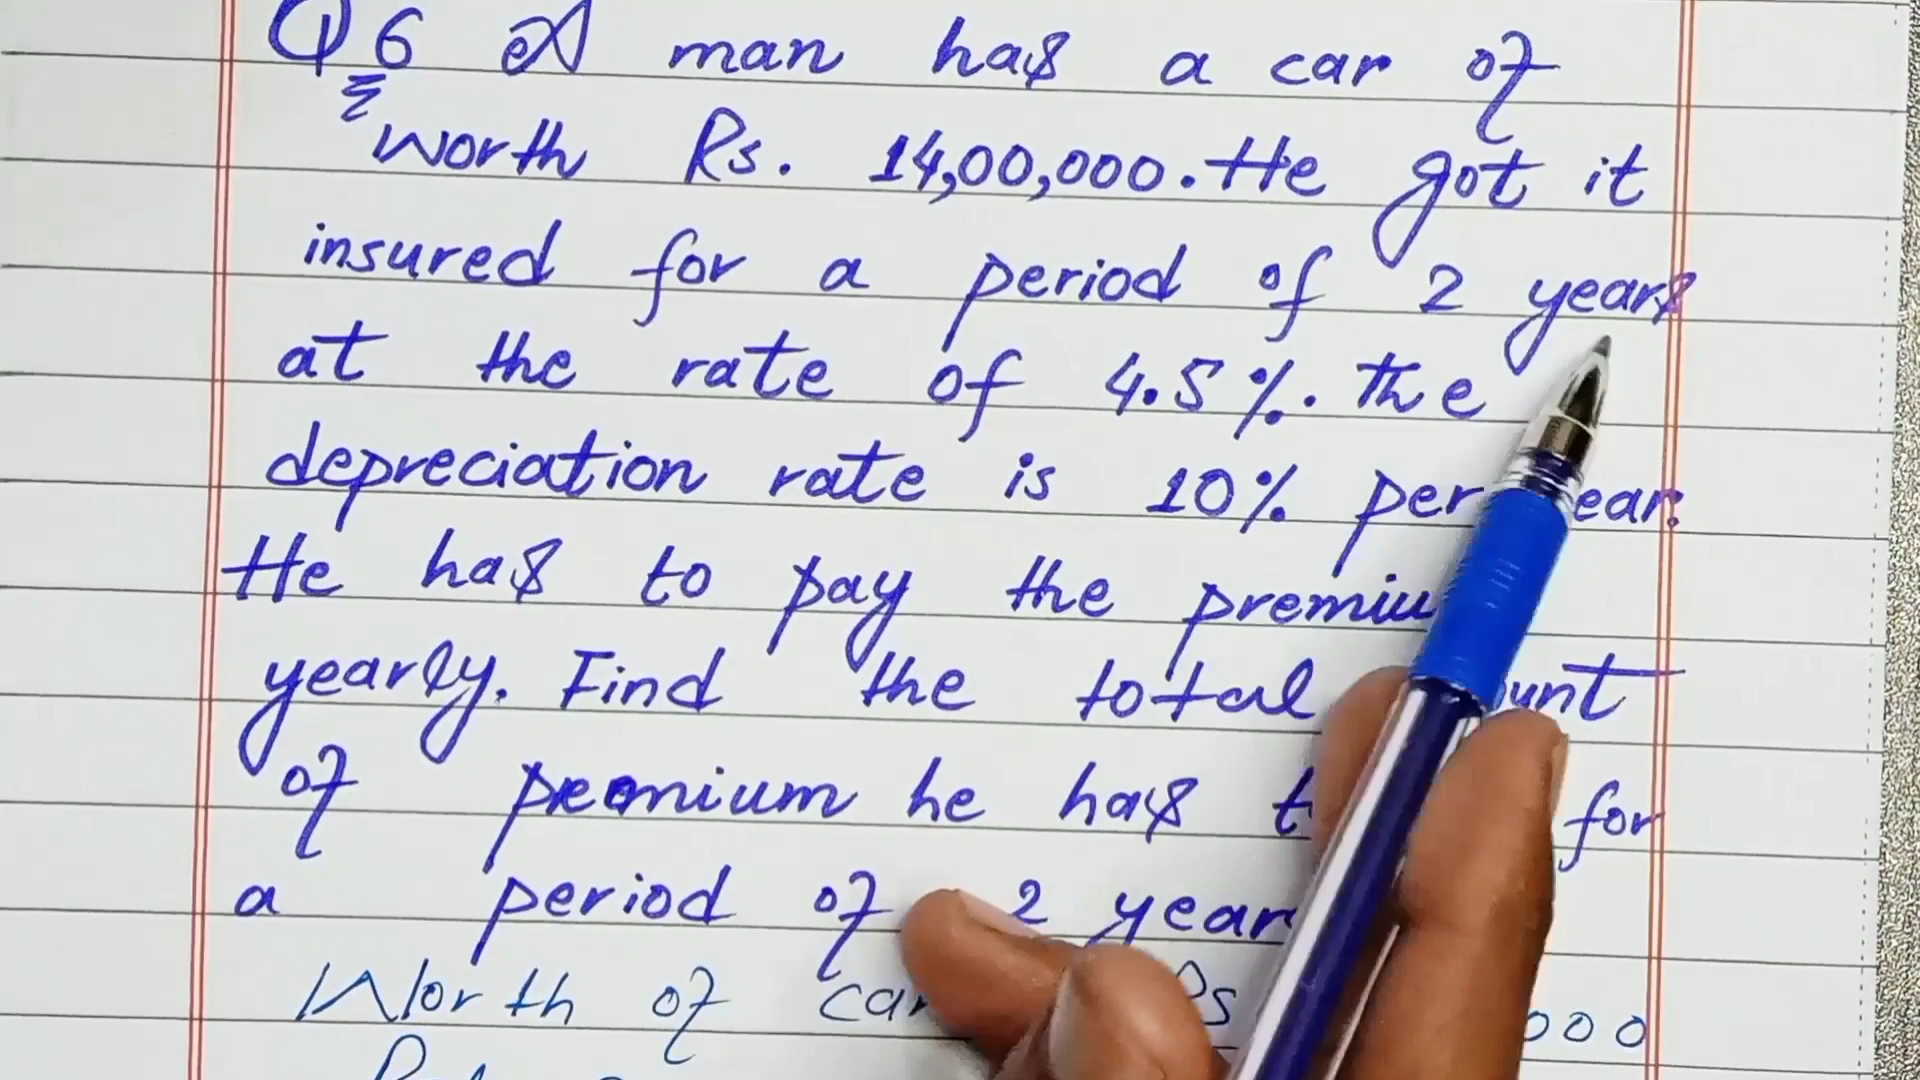 Q6 A man has a car of
worth Rs. 14,00,000. He got it
insured for a period of 2 years
at the rate of 4.5%. The
depreciation rate is 10% per
He has to pay the
yearly. Find the total
of premium he has for
a period of 2
Worth of car